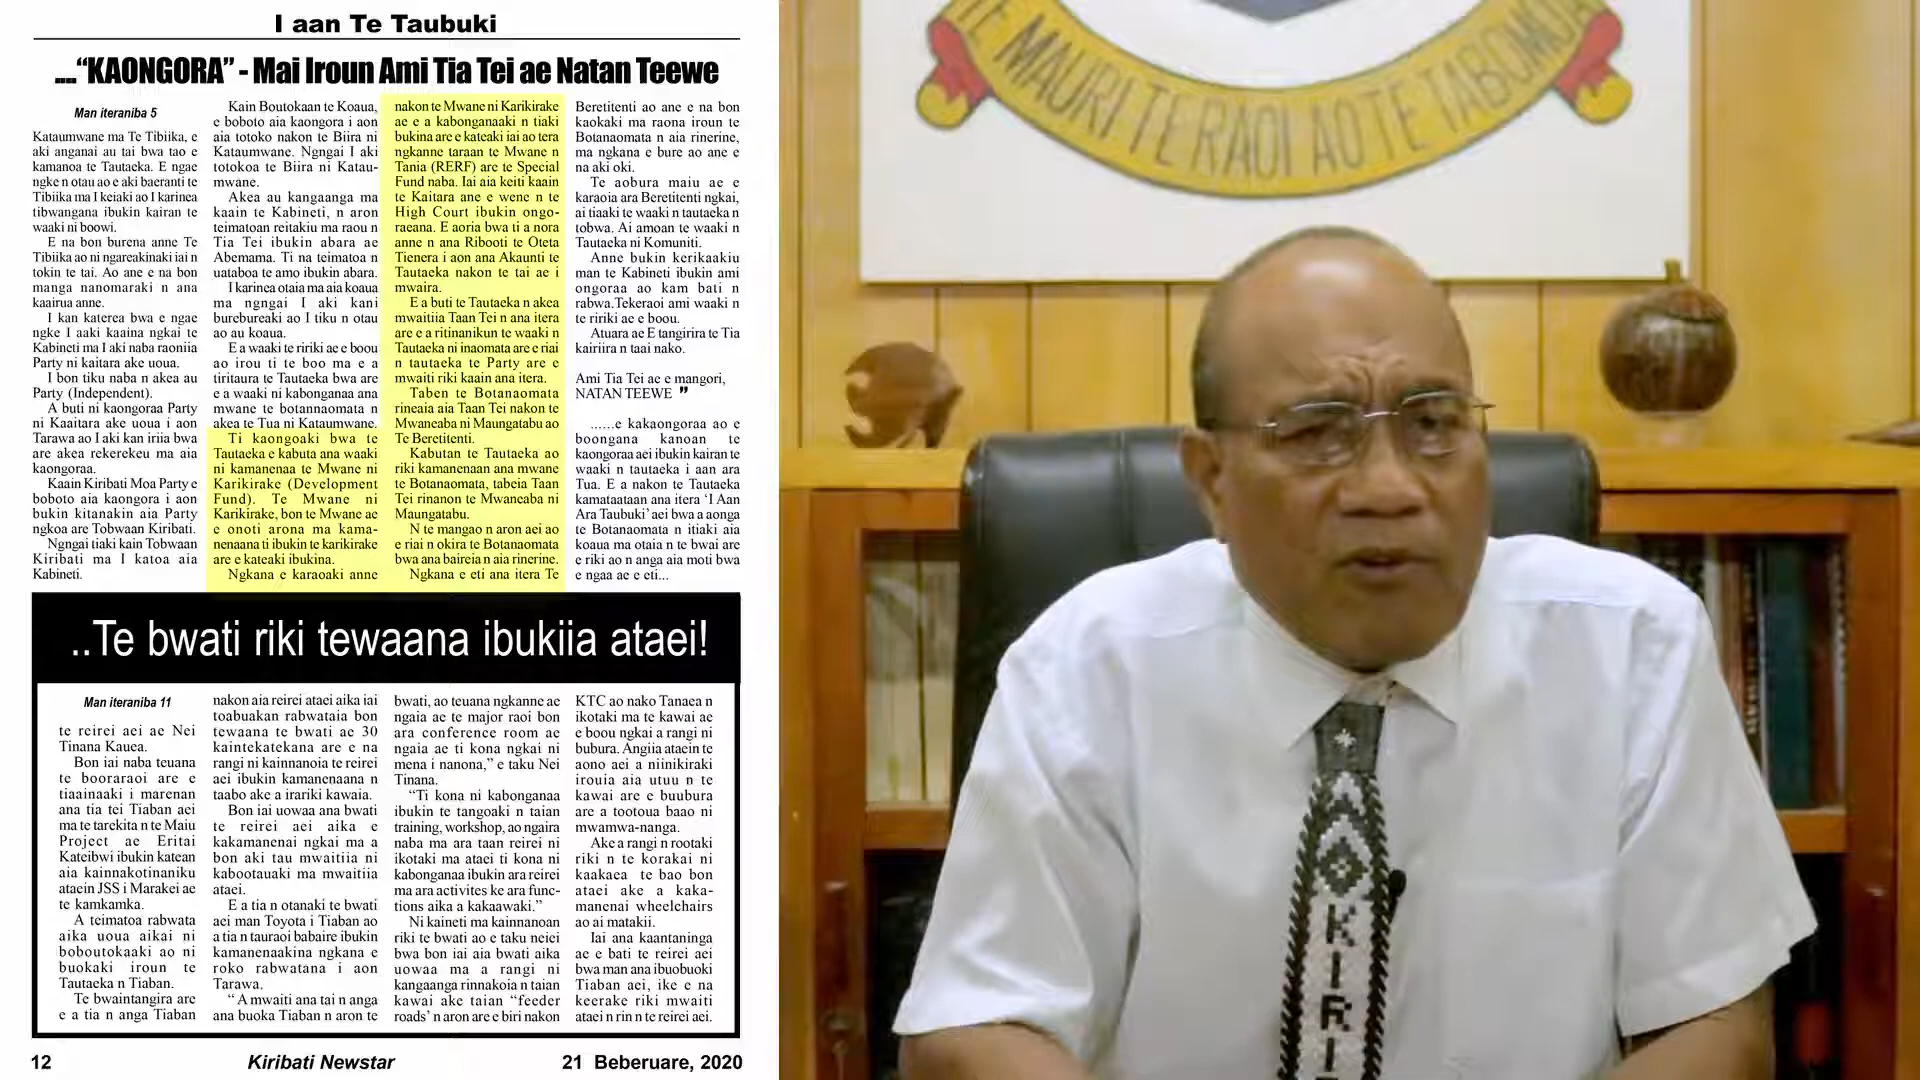 I aan Te Taubuki
...."KAONGORA" - Mai Iroun Ami Tia Tei ae Natan Teewe
Man iteraniba 5
Kataumwane ma Te Tibiika, e
aki anganai au tai bwa tao e
kamanoa te Tautaeka. E ngae
ngke n otau ao e aki baeranti te
Tibiika ma I keiaki ao I karinea
tibwangana ibukin kairan te
waaki ni boowi.
E na bon burena anne Te
Tibiika ao ni ngareakinaki iai n
tokin te tai. Ao ane e na bon
manga nanomaraki n ana
kaairua anne.
I kan katerea bwa e ngae
ngke I aaki kaaina ngkai te
Kabineti ma I aki naba raoniia
Party ni kaitara ake uoua.
I bon tiku naba n akea au
Party (Independent).
A buti ni kaongoraa Party
ni Kaaitara ake uoua i aon
Tarawa ao I aki kan iriia bwa
are akea rekerekeu ma aia
kaongoraa.
Kaain Kiribati Moa Party e
boboto aia kaongora i aon
bukin kitanakin aia Party
ngkoa are Tobwaan Kiribati.
Ngngai tiaki kain Tobwaan
Kiribati ma I katoa aia
Kabineti.
Kain Boutokaan te Koaua,
e boboto aia kaongora i aon
aia totoko nakon te Biira ni
Kataumwane. Ngngai I aki
totokoa te Biira ni Katau-
mwane.
Akea au kangaanga ma
kaain te Kabineti, n aron
teimatoan reitakiu ma raou n
Tia Tei ibukin abara ae
Abemama. Ti na teimatoa n
uataboa te amo ibukin abara.
I karinea otaia ma aia koaua
ma ngngai I aki kani
burebureaki ao I tiku n otau
ao au koaua.
E a waaki te ririki ae e boou
ao irou ti te boo ma e a
tiritaura te Tautaeka bwa are
e a waaki ni kabonganaa ana
mwane te botannaomata n
akea te Tua ni Kataumwane.
Ti kaongoaki bwa te
Tautaeka e kabuta ana waaki
ni kamanenaa te Mwane ni
Karikirake (Development
Fund). Te Mwane ni
Karikirake, bon te Mwane ae
e onoti arona ma kama-
nenaana ti ibukin te karikirake
are e kateaki ibukina.
Ngkana e karaoaki anne
nakon te Mwane ni Karikirake
ae e a kabonganaaki n tiaki
bukina are e kateaki iai ao tera
ngkanne taraan te Mwane n
Tania (RERF) are te Special
Fund naba. Iai aia keiti kaain
te Kaitara ane e wene n te
High Court ibukin ongo-
raeana. E aoria bwa ti a nora
anne n ana Ribooti te Oteta
Tienera i aon ana Akaunti te
Tautaeka nakon te tai ae i
mwaira.
E a buti te Tautaeka n akea
mwaitiia Taan Tei n ana itera
are e a ritinanikun te waaki n
Tautaeka ni inaomata are e riai
n tautaeka te Party are e
mwaiti riki kaain ana itera.
Taben te Botanaomata
rineaia aia Taan Tei nakon te
Mwaneaba ni Maungatabu ao
Te Beretitenti.
Kabutan te Tautaeka ao
riki kamanenaan ana mwane
te Botanaomata, tabeia Taan
Tei rinanon te Mwaneaba ni
Maungatabu.
N te mangao n aron aei ao
e riai n okira te Botanaomata
bwa ana baireia n aia rinerine.
Ngkana e eti ana itera Te
Beretitenti ao ane e na bon
kaokaki ma raona iroun te
Botanaomata n aia rinerine,
ma ngkana e bure ao ane e
na aki oki.
Te aobura maiu ae e
karaoia ara Beretitenti ngkai,
ai tiaaki te waaki n tautaeka n
tobwa. Ai amoan te waaki n
Tautaeka ni Komuniti.
Anne bukin kerikaakiu
man te Kabineti ibukin ami
ongoraa ao kam bati n
rabwa.Tekeraoi ami waaki n
te ririki ae e boou.
Atuara ae E tangirira te Tia
kairiira n taai nako.
Ami Tia Tei ae e mangori,
NATAN TEEWE "
......e kakaongoraa ao e
boongana kanoan te
kaongoraa aei ibukin kairan te
waaki n tautaeka i aan ara
Tua. E a nakon te Tautaeka
kamataataan ana itera 'I Aan
Ara Taubuki' aei bwa a aonga
te Botanaomata n itiaki aia
koaua ma otaia n te bwai are
e riki ao n anga aia moti bwa
e ngaa ae e eti...
..Te bwati riki tewaana ibukiia ataei!
Man iteraniba 11
te reirei aei ae Nei
Tinana Kauea.
Bon iai naba teuana
te booraraoi are e
tiaainaaki i marenan
ana tia tei Tiaban aei
ma te tarekita n te Maiu
Project ae Eritai
Kateibwi ibukin katean
aia kainnakotinaniku
ataein JSS i Marakei ae
te kamkamka.
A teimatoa rabwata
aika uoua aikai ni
boboutokaaki ao ni
buokaki iroun te
Tautaeka n Tiaban.
Te bwaintangira are
e a tia n anga Tiaban
nakon aia reirei ataei aika iai
toabuakan rabwataia bon
tewaana te bwati ae 30
kaintekatekana are e na
rangi ni kainnanoia te reirei
aei ibukin kamanenaana n
taabo ake a irariki kawaia.
Bon iai uowaa ana bwati
te reirei aei aika e
kakamanenai ngkai ma a
bon aki tau mwaitiia ni
kabootauaki ma mwaitiia
ataei.
E a tia n otanaki te bwati
aei man Toyota i Tiaban ao
a tia n tauraoi babaire ibukin
kamanenaakina ngkana e
roko rabwatana i aon
Tarawa.
" A mwaiti ana tai n anga
ana buoka Tiaban n aron te
bwati, ao teuana ngkanne ae
ngaia ae te major raoi bon
ara conference room ae
ngaia ae ti kona ngkai ni
mena i nanona," e taku Nei
Tinana.
"Ti kona ni kabonganaa
ibukin te tangoaki n taian
training, workshop, ao ngaira
naba ma ara taan reirei ni
ikotaki ma ataei ti kona ni
kabonganaa ibukin ara reirei
ma ara activites ke ara func-
tions aika a kakaawaki."
Ni kaineti ma kainnanoan
riki te bwati ao e taku neiei
bwa bon iai aia bwati aika
uowaa ma a rangi ni
kangaanga rinnakoia n taian
kawai ake taian "feeder
roads' n aron are e biri nakon
KTC ao nako Tanaea n
ikotaki ma te kawai ae
e boou ngkai a rangi ni
bubura. Angiia ataein te
aono aei a niinikiraki
irouia aia utuu n te
kawai are e buubura
are a tootoua baao ni
mwamwa-nanga.
Ake a rangi n rootaki
riki n te korakai ni
kaakaea te bao bon
ataei ake a kaka-
manenai wheelchairs
ao ai matakii.
Iai ana kaantaninga
ae e bati te reirei aei
bwa man ana ibuobuoki
Tiaban aei, ike e na
keerake riki mwaiti
ataei n rin n te reirei aei.
12
Kiribati Newstar
21 Beberuare, 2020
TE MAURI TE RAOI AO TE TABOMOA
KIRI